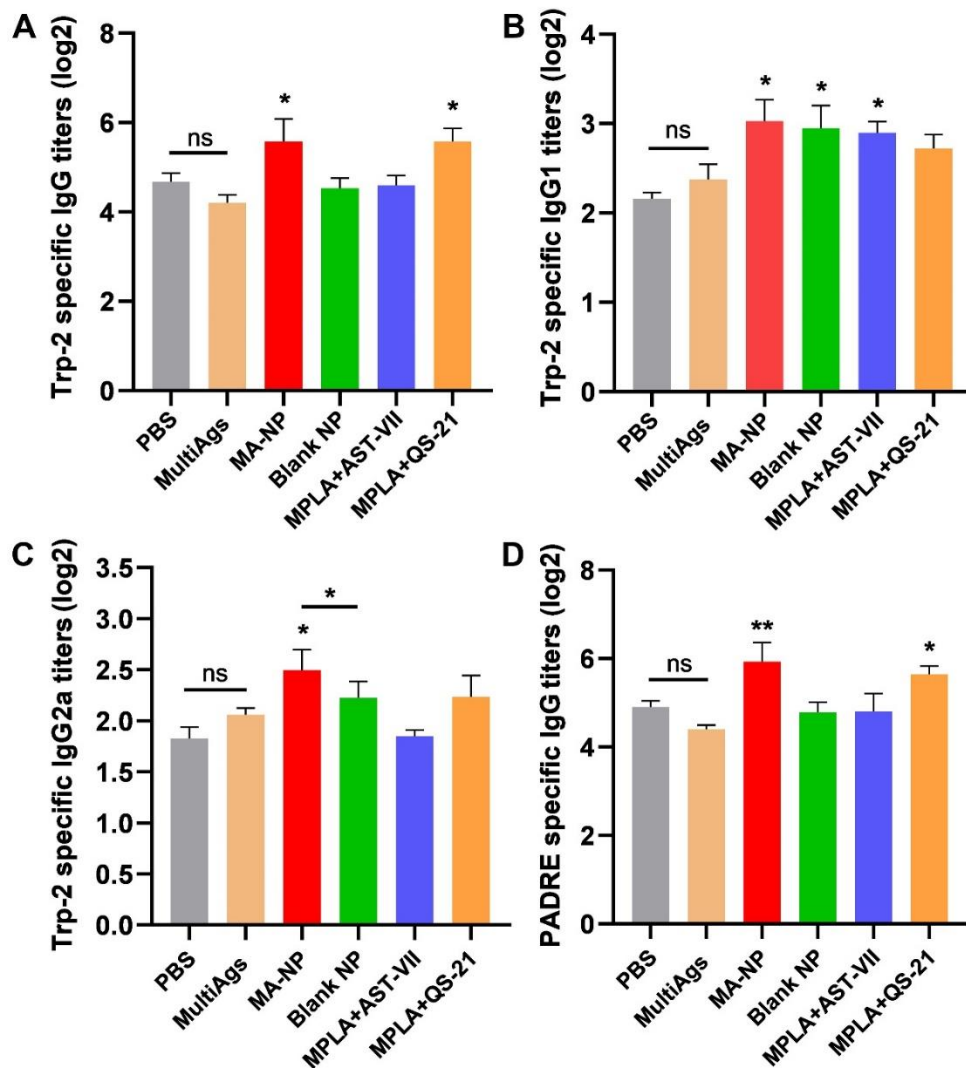 A
Trp-2 specific IgG titers (log2)
8
6
4
2
0
ns
*
*
PBS
MultiAgs
MA-NP
Blank NP
MPLA+AST-VII
MPLA+QS-21
B
Trp-2 specific IgG1 titers (log2)
4
3
2
1
0
ns
*
*
*
PBS
MultiAgs
MA-NP
Blank NP
MPLA+AST-VII
MPLA+QS-21
C
Trp-2 specific IgG2a titers (log2)
3.5
3.0
2.5
2.0
1.5
1.0
0.5
0.0
ns
*
*
PBS
MultiAgs
MA-NP
Blank NP
MPLA+AST-VII
MPLA+QS-21
D
PADRE specific IgG titers (log2)
8
6
4
2
0
ns
**
*
PBS
MultiAgs
MA-NP
Blank NP
MPLA+AST-VII
MPLA+QS-21